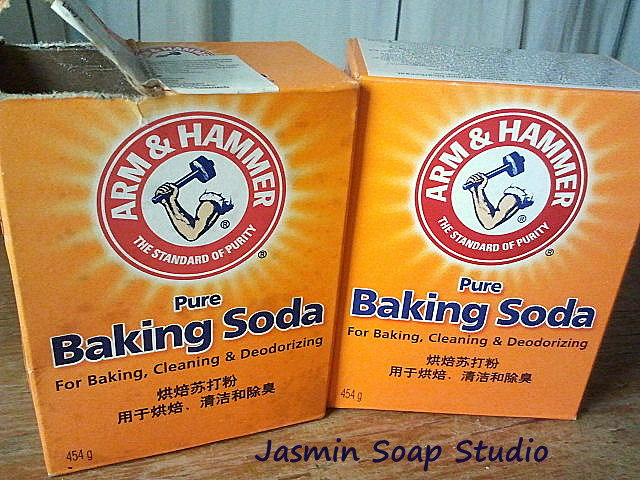 ARM & HAMMER
THE STANDARD OF PURITY
®
®
Pure
Baking Soda
For Baking, Cleaning & Deodorizing
烘焙苏打粉
用于烘焙、清洁和除臭
454 g
ARM & HAMMER
THE STANDARD OF PURITY
®
®
Pure
Baking Soda
For Baking, Cleaning & Deodorizing
烘焙苏打粉
用于烘焙、清洁和除臭
454 g
Jasmin Soap Studio